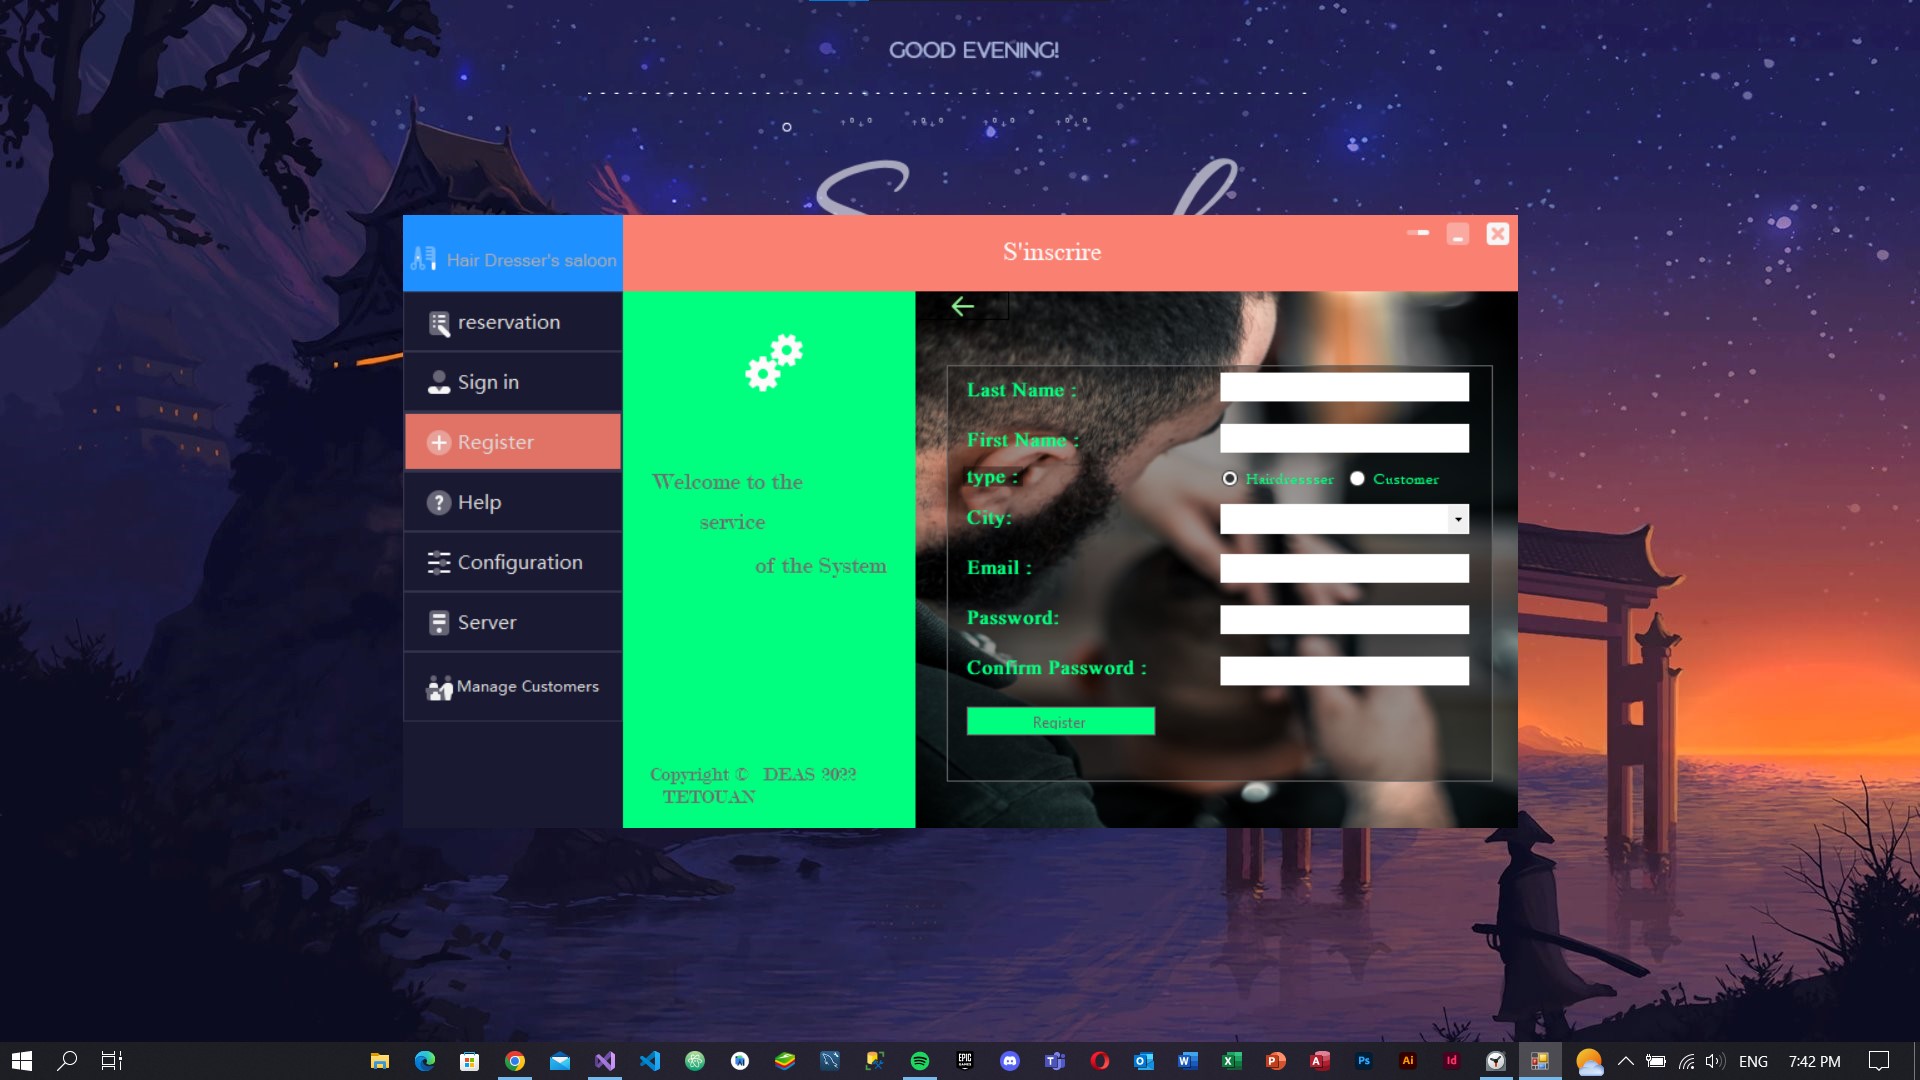 GOOD EVENING!
S'inscrire
Hair Dresser's saloon
reservation
Sign in
Register
Help
Configuration
Server
Manage Customers
Welcome to the
service
of the System
Copyright © DEAS 2022
TETOUAN
Last Name :
First Name :
type :
Hairdressser
Customer
City:
Email :
Password:
Confirm Password :
Register
ENG
7:42 PM